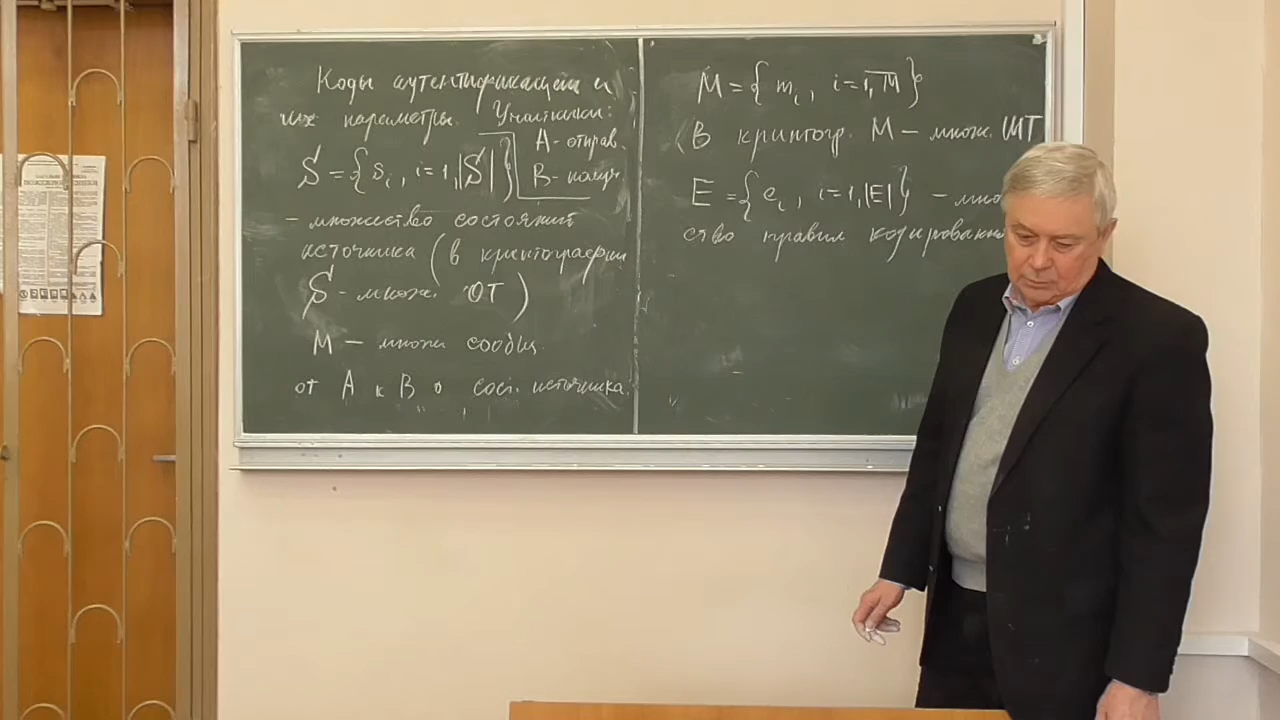 Коды аутентификации и
их параметры. Участники:
A - отправ.
S = {s_i, i = 1,|S|}
B - получ.
- множество состояний
источника (в криптографии
S - множ. ОТ)
M - множ. сообщ.
от A к B о сост. источника.
M = {m_i, i = 1,M}
(В криптогр. M - множ. ШТ
E = {e_i, i = 1,|E|} - мно
ство правил кодирован